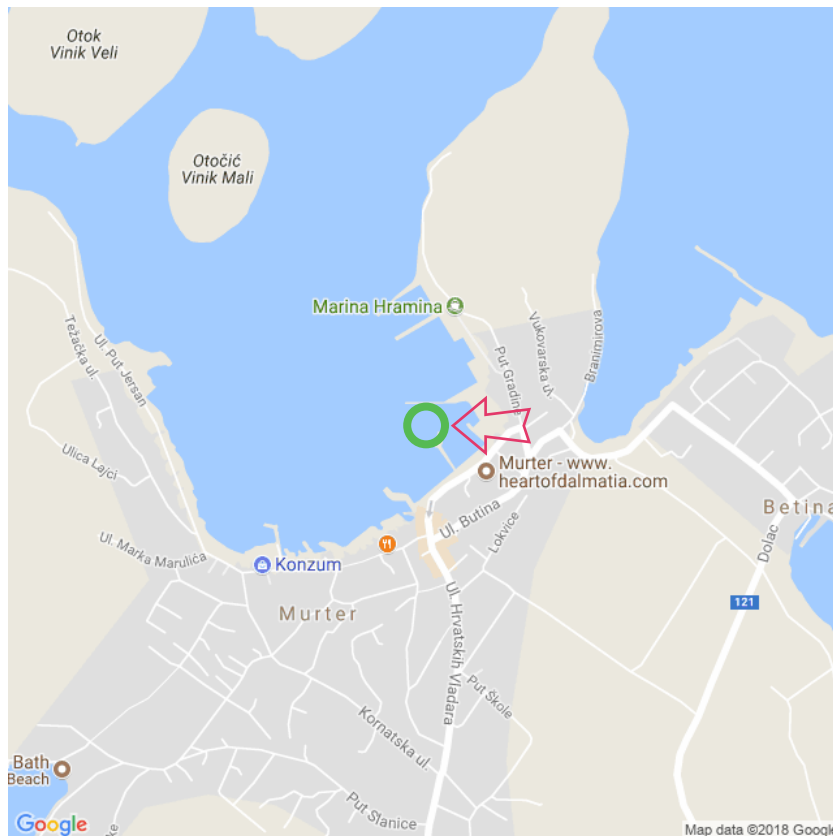 Otok
Vinik Veli
Otočić
Vinik Mali
Marina Hramina
Težačka ul.
Ul. Put Jersan
Put Gradine
Vukovarska ul.
Branimirova
Ulica Lajci
Murter - www.
heartofdalmatia.com
Betina
Ul. Butina
Lokvice
Dolac
Ul. Marka Marulića
Konzum
121
Murter
Ul. Hrvatskih Vladara
Put Škole
Kornatska ul.
Bath
Beach
Put Slanice
Google
Map data ©2018 Google